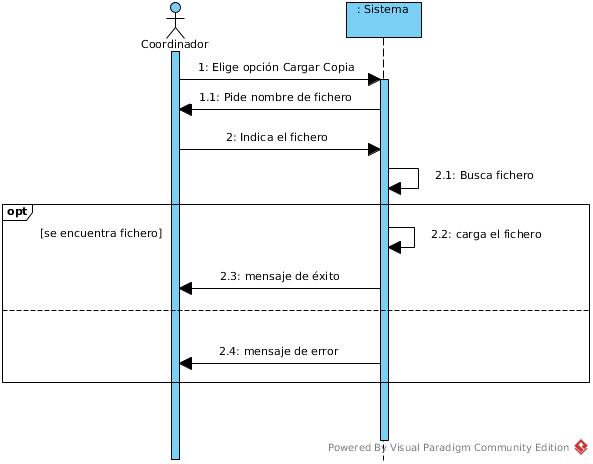 : Sistema
Coordinador
1: Elige opción Cargar Copia
1.1: Pide nombre de fichero
2: Indica el fichero
2.1: Busca fichero
opt
[se encuentra fichero]
2.2: carga el fichero
2.3: mensaje de éxito
2.4: mensaje de error
Powered By Visual Paradigm Community Edition